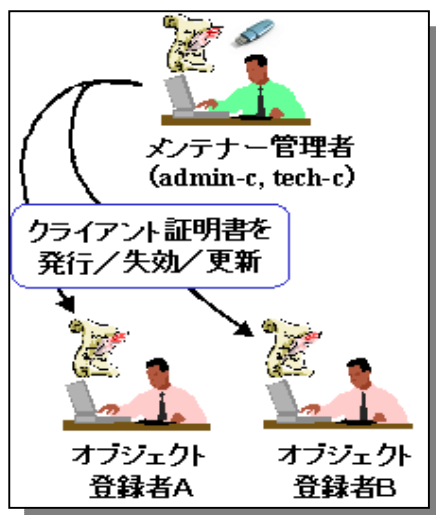 メンテナー管理者
(admin-c, tech-c)
クライアント証明書を
発行／失効／更新
オブジェクト
登録者A
オブジェクト
登録者B